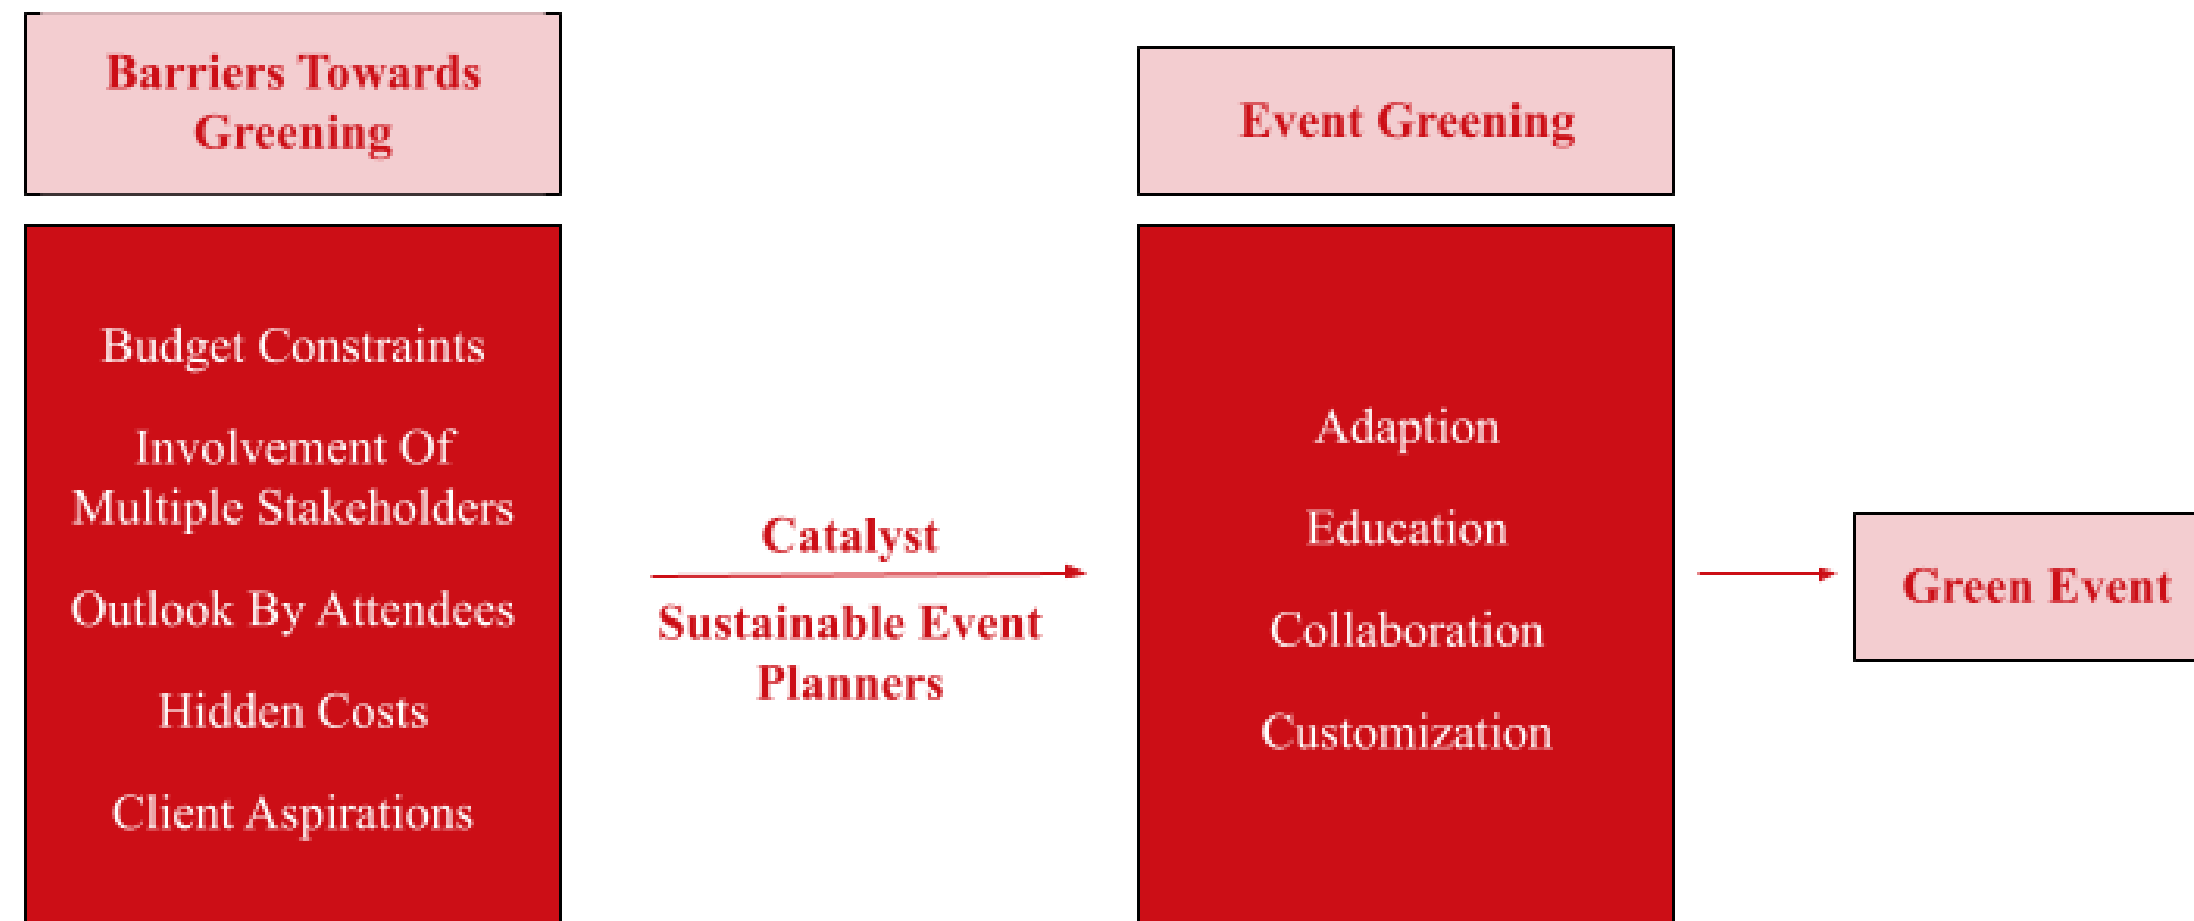 Barriers Towards
Greening
Budget Constraints
Involvement Of
Multiple Stakeholders
Outlook By Attendees
Hidden Costs
Client Aspirations
Catalyst
Sustainable Event
Planners
Event Greening
Adaption
Education
Collaboration
Customization
Green Event